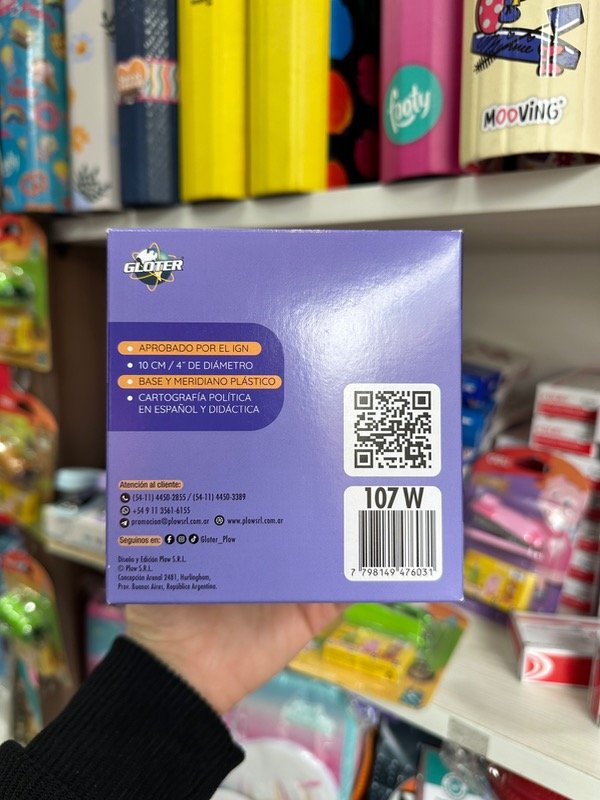 footy
MOOVING
GLOTER
• APROBADO POR EL IGN
• 10 CM / 4" DE DIÁMETRO
• BASE Y MERIDIANO PLÁSTICO
• CARTOGRAFÍA POLÍTICA
EN ESPAÑOL Y DIDÁCTICA
Atención al cliente:
(54-11) 4450-2855 / (54-11) 4450-3389
+54 9 11 3561-6155
promocion@plowsrl.com.ar www.plowsrl.com.ar
Seguinos en: Gloter_Plow
Diseño y Edición Plow S.R.L.
© Plow S.R.L.
Concepción Arenal 2481, Hurlingham,
Prov. Buenos Aires, República Argentina.
107 W
7 798149 476031